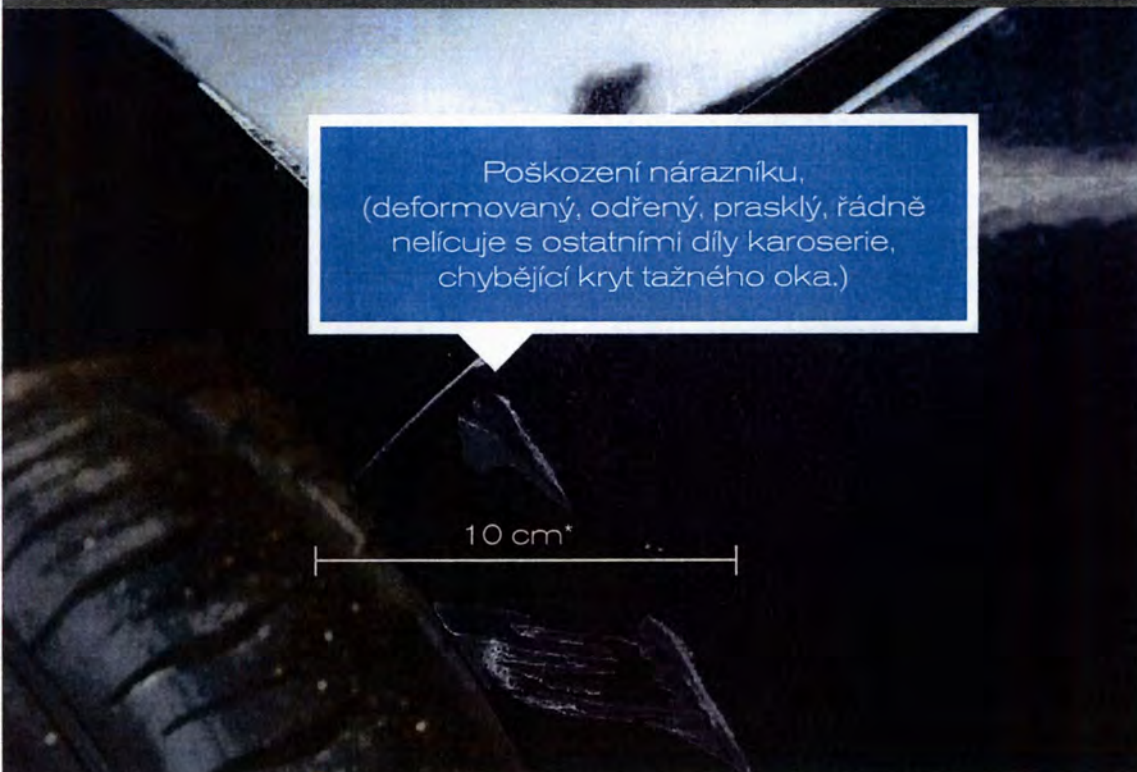 Poškození nárazníku,
(deformovaný, odřený, prasklý, řádně
nelícuje s ostatními díly karoserie,
chybějící kryt tažného oka.)
10 cm*